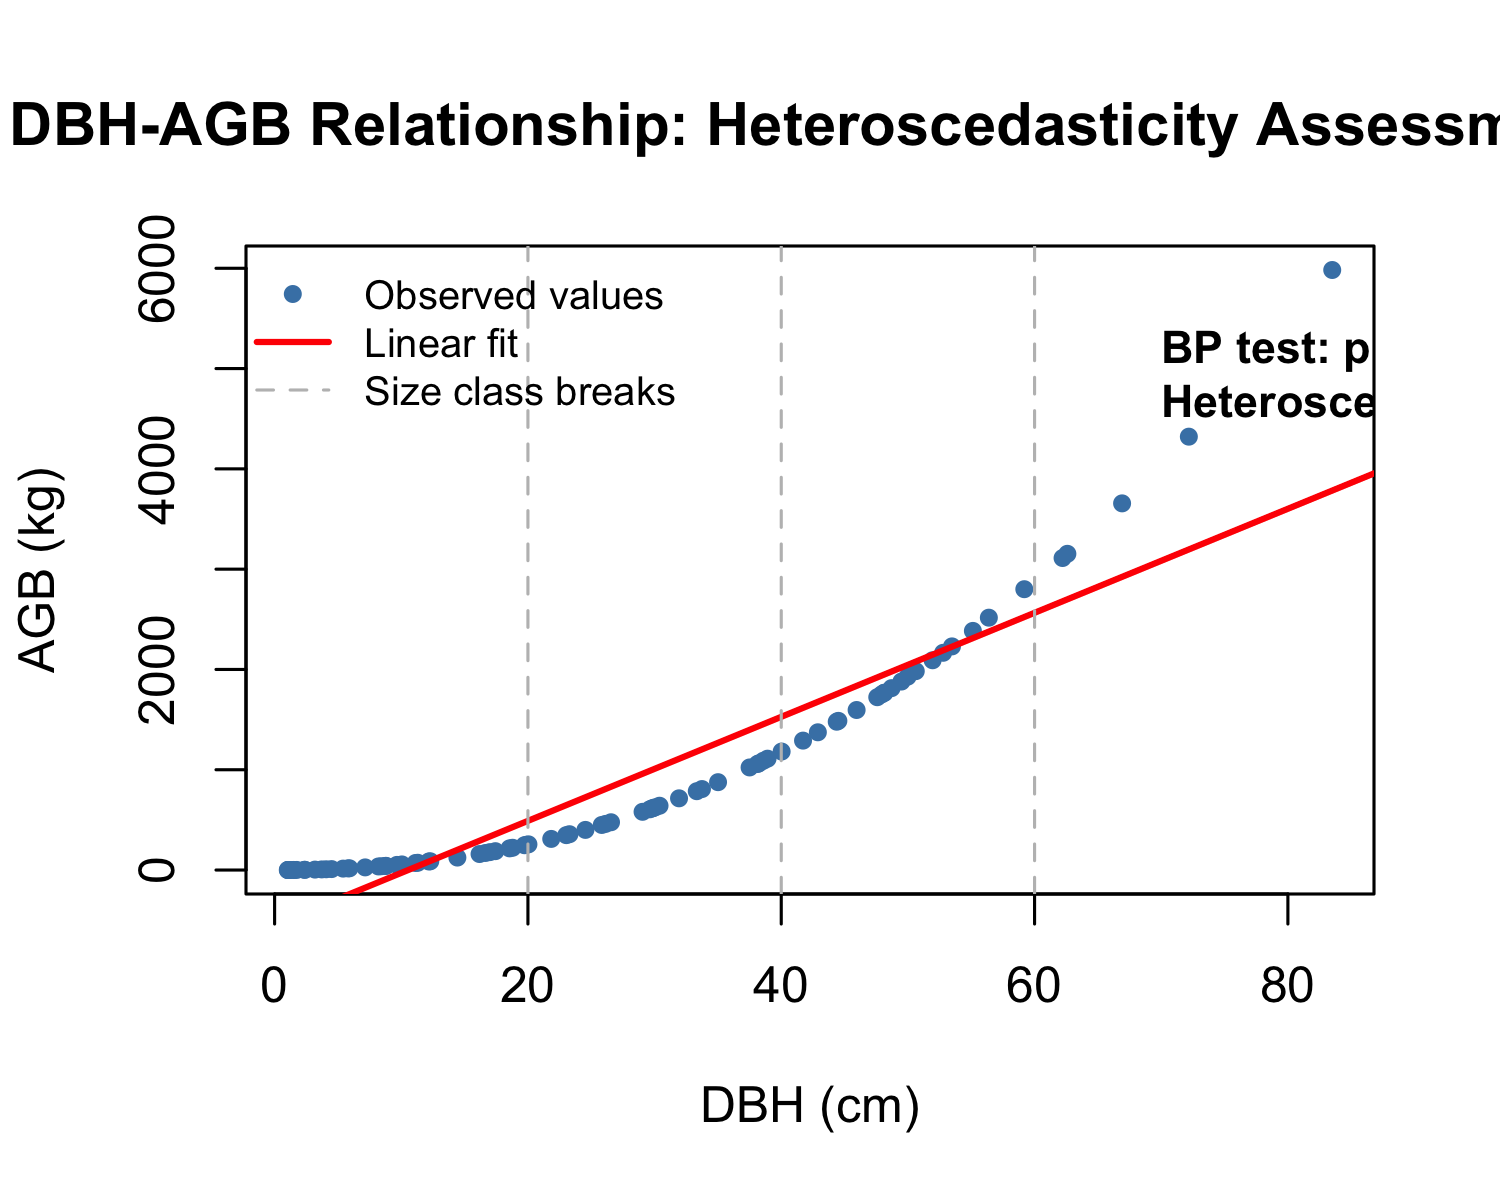 DBH-AGB Relationship: Heteroscedasticity Assessm
6000
4000
2000
0
AGB (kg)
Observed values
Linear fit
Size class breaks
BP test: p
Heterosce
0 20 40 60 80
DBH (cm)